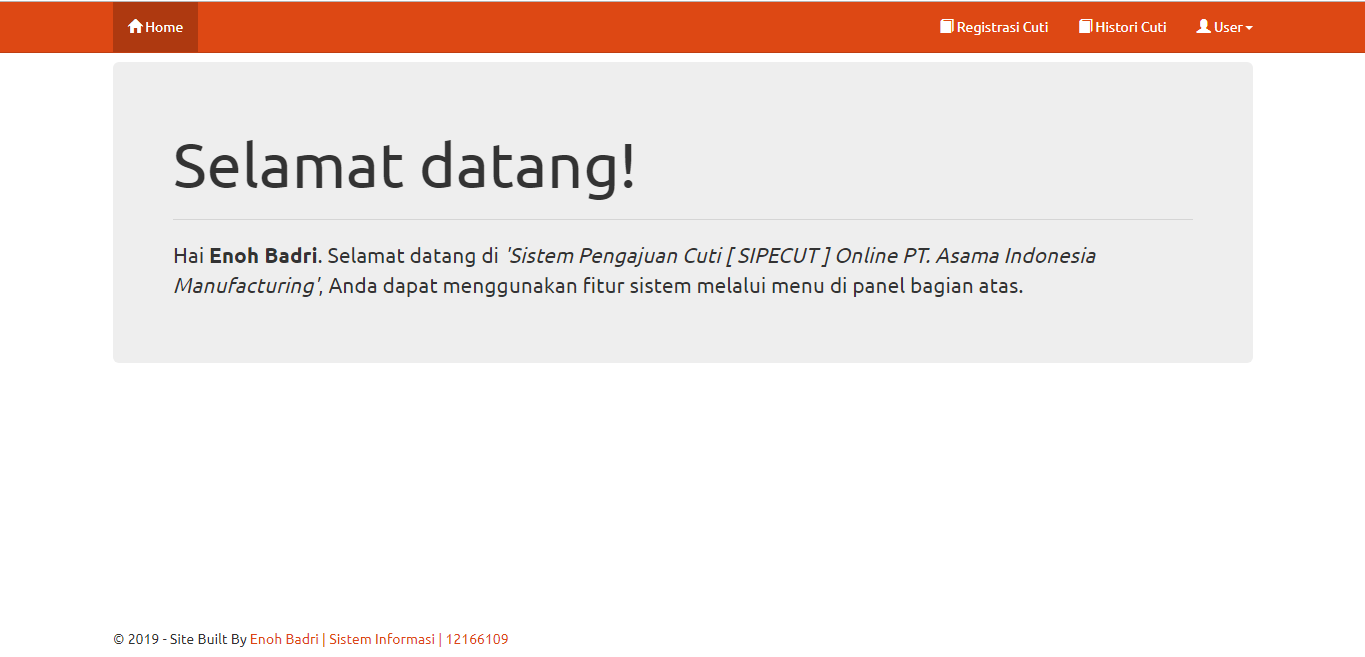 Home Registrasi Cuti Histori Cuti User
Selamat datang!
Hai Enoh Badri. Selamat datang di 'Sistem Pengajuan Cuti [ SIPECUT ] Online PT. Asama Indonesia
Manufacturing', Anda dapat menggunakan fitur sistem melalui menu di panel bagian atas.
© 2019 - Site Built By Enoh Badri | Sistem Informasi | 12166109